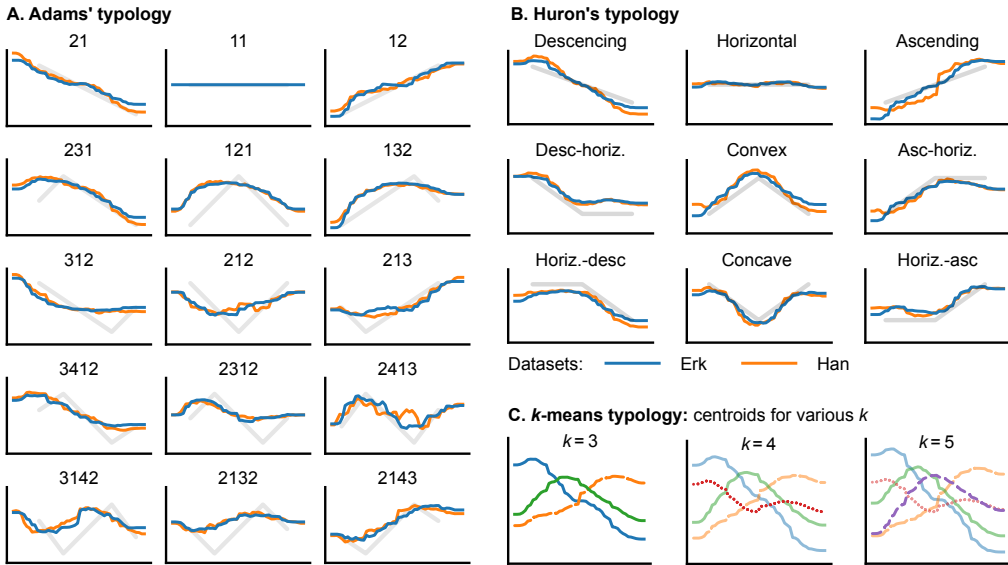 A. Adams' typology
21 11 12
231 121 132
312 212 213
3412 2312 2413
3142 2132 2143
B. Huron's typology
Descencing Horizontal Ascending
Desc-horiz. Convex Asc-horiz.
Horiz.-desc Concave Horiz.-asc
Datasets: Erk Han
C. k-means typology: centroids for various k
k = 3 k = 4 k = 5